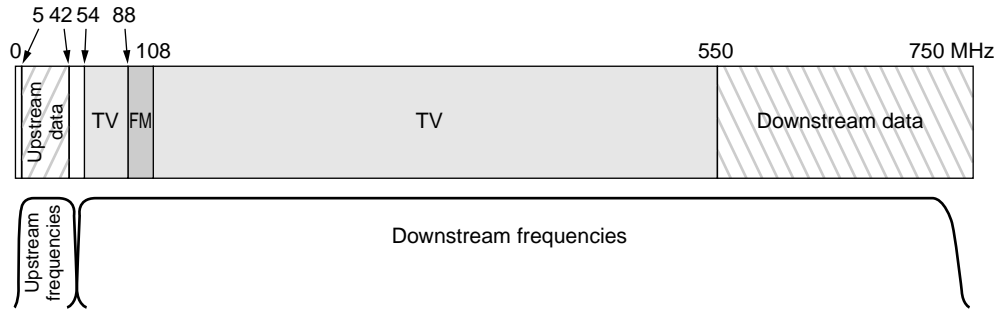 5 42 54 88
0 108 550 750 MHz
Upstream
data
TV
FM
TV
Downstream data
Upstream
frequencies
Downstream frequencies